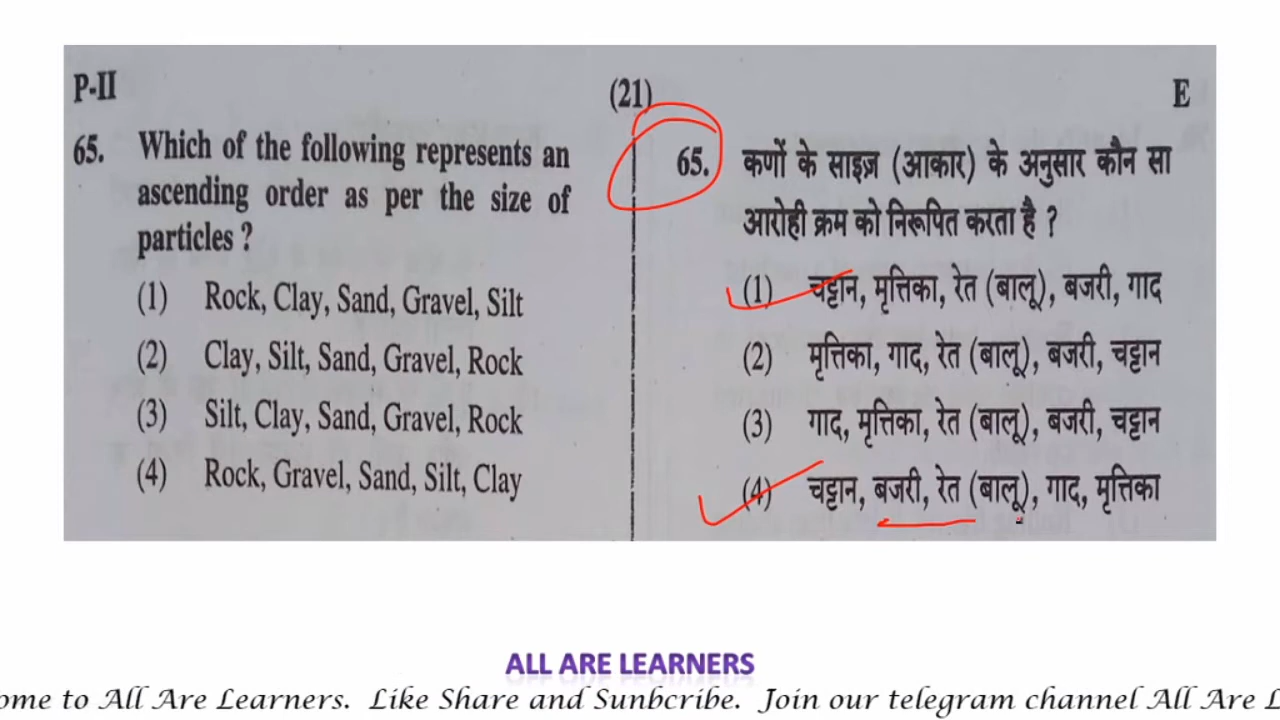 P-II
(21)
E
65. Which of the following represents an
ascending order as per the size of
particles ?
(1) Rock, Clay, Sand, Gravel, Silt
(2) Clay, Silt, Sand, Gravel, Rock
(3) Silt, Clay, Sand, Gravel, Rock
(4) Rock, Gravel, Sand, Silt, Clay
65. कणों के साइज़ (आकार) के अनुसार कौन सा
आरोही क्रम को निरूपित करता है ?
(1) चट्टान, मृत्तिका, रेत (बालू), बजरी, गाद
(2) मृत्तिका, गाद, रेत (बालू), बजरी, चट्टान
(3) गाद, मृत्तिका, रेत (बालू), बजरी, चट्टान
(4) चट्टान, बजरी, रेत (बालू), गाद, मृत्तिका
ALL ARE LEARNERS
ome to All Are Learners. Like Share and Sunbcribe. Join our telegram channel All Are L